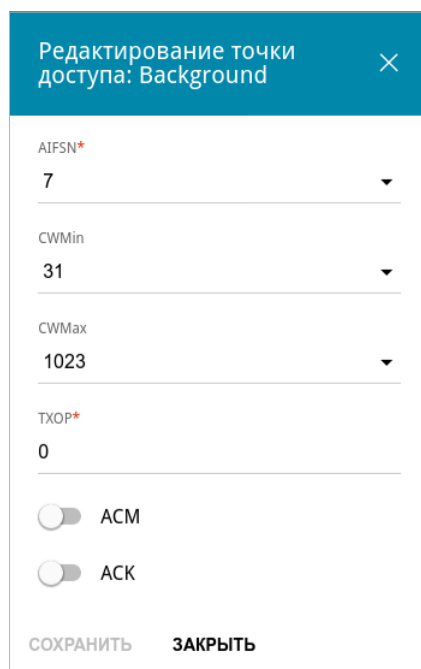 Редактирование точки
доступа: Background
AIFSN*
7
CWMin
31
CWMax
1023
TXOP*
0
ACM
ACK
СОХРАНИТЬ ЗАКРЫТЬ